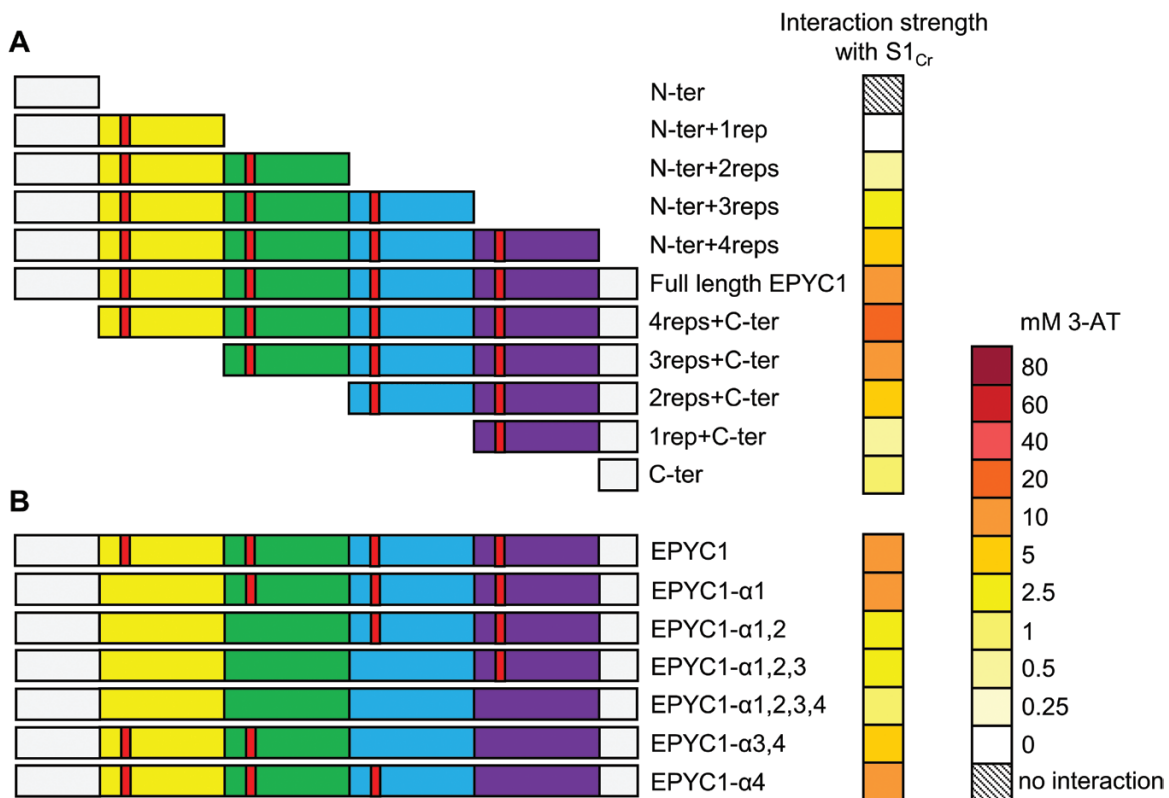 Interaction strength
with S1Cr
A
N-ter
N-ter+1rep
N-ter+2reps
N-ter+3reps
N-ter+4reps
Full length EPYC1
4reps+C-ter
3reps+C-ter
2reps+C-ter
1rep+C-ter
C-ter
mM 3-AT
80
60
40
20
10
5
2.5
1
0.5
0.25
0
no interaction
B
EPYC1
EPYC1-α1
EPYC1-α1,2
EPYC1-α1,2,3
EPYC1-α1,2,3,4
EPYC1-α3,4
EPYC1-α4